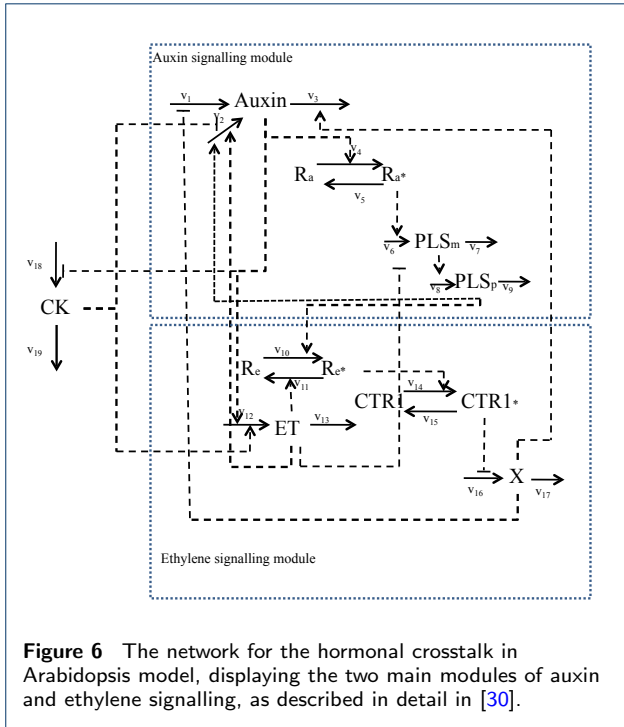 Auxin signalling module
v1 Auxin v3
v2
v4
Ra Ra*
v5
v6 PLSm v7
v8 PLSp v9
v18
CK
v19
v10
Re Re*
v11
v14
CTR1 CTR1*
v15
v12 ET v13
v16 X v17
Ethylene signalling module
Figure 6 The network for the hormonal crosstalk in
Arabidopsis model, displaying the two main modules of auxin
and ethylene signalling, as described in detail in [30].